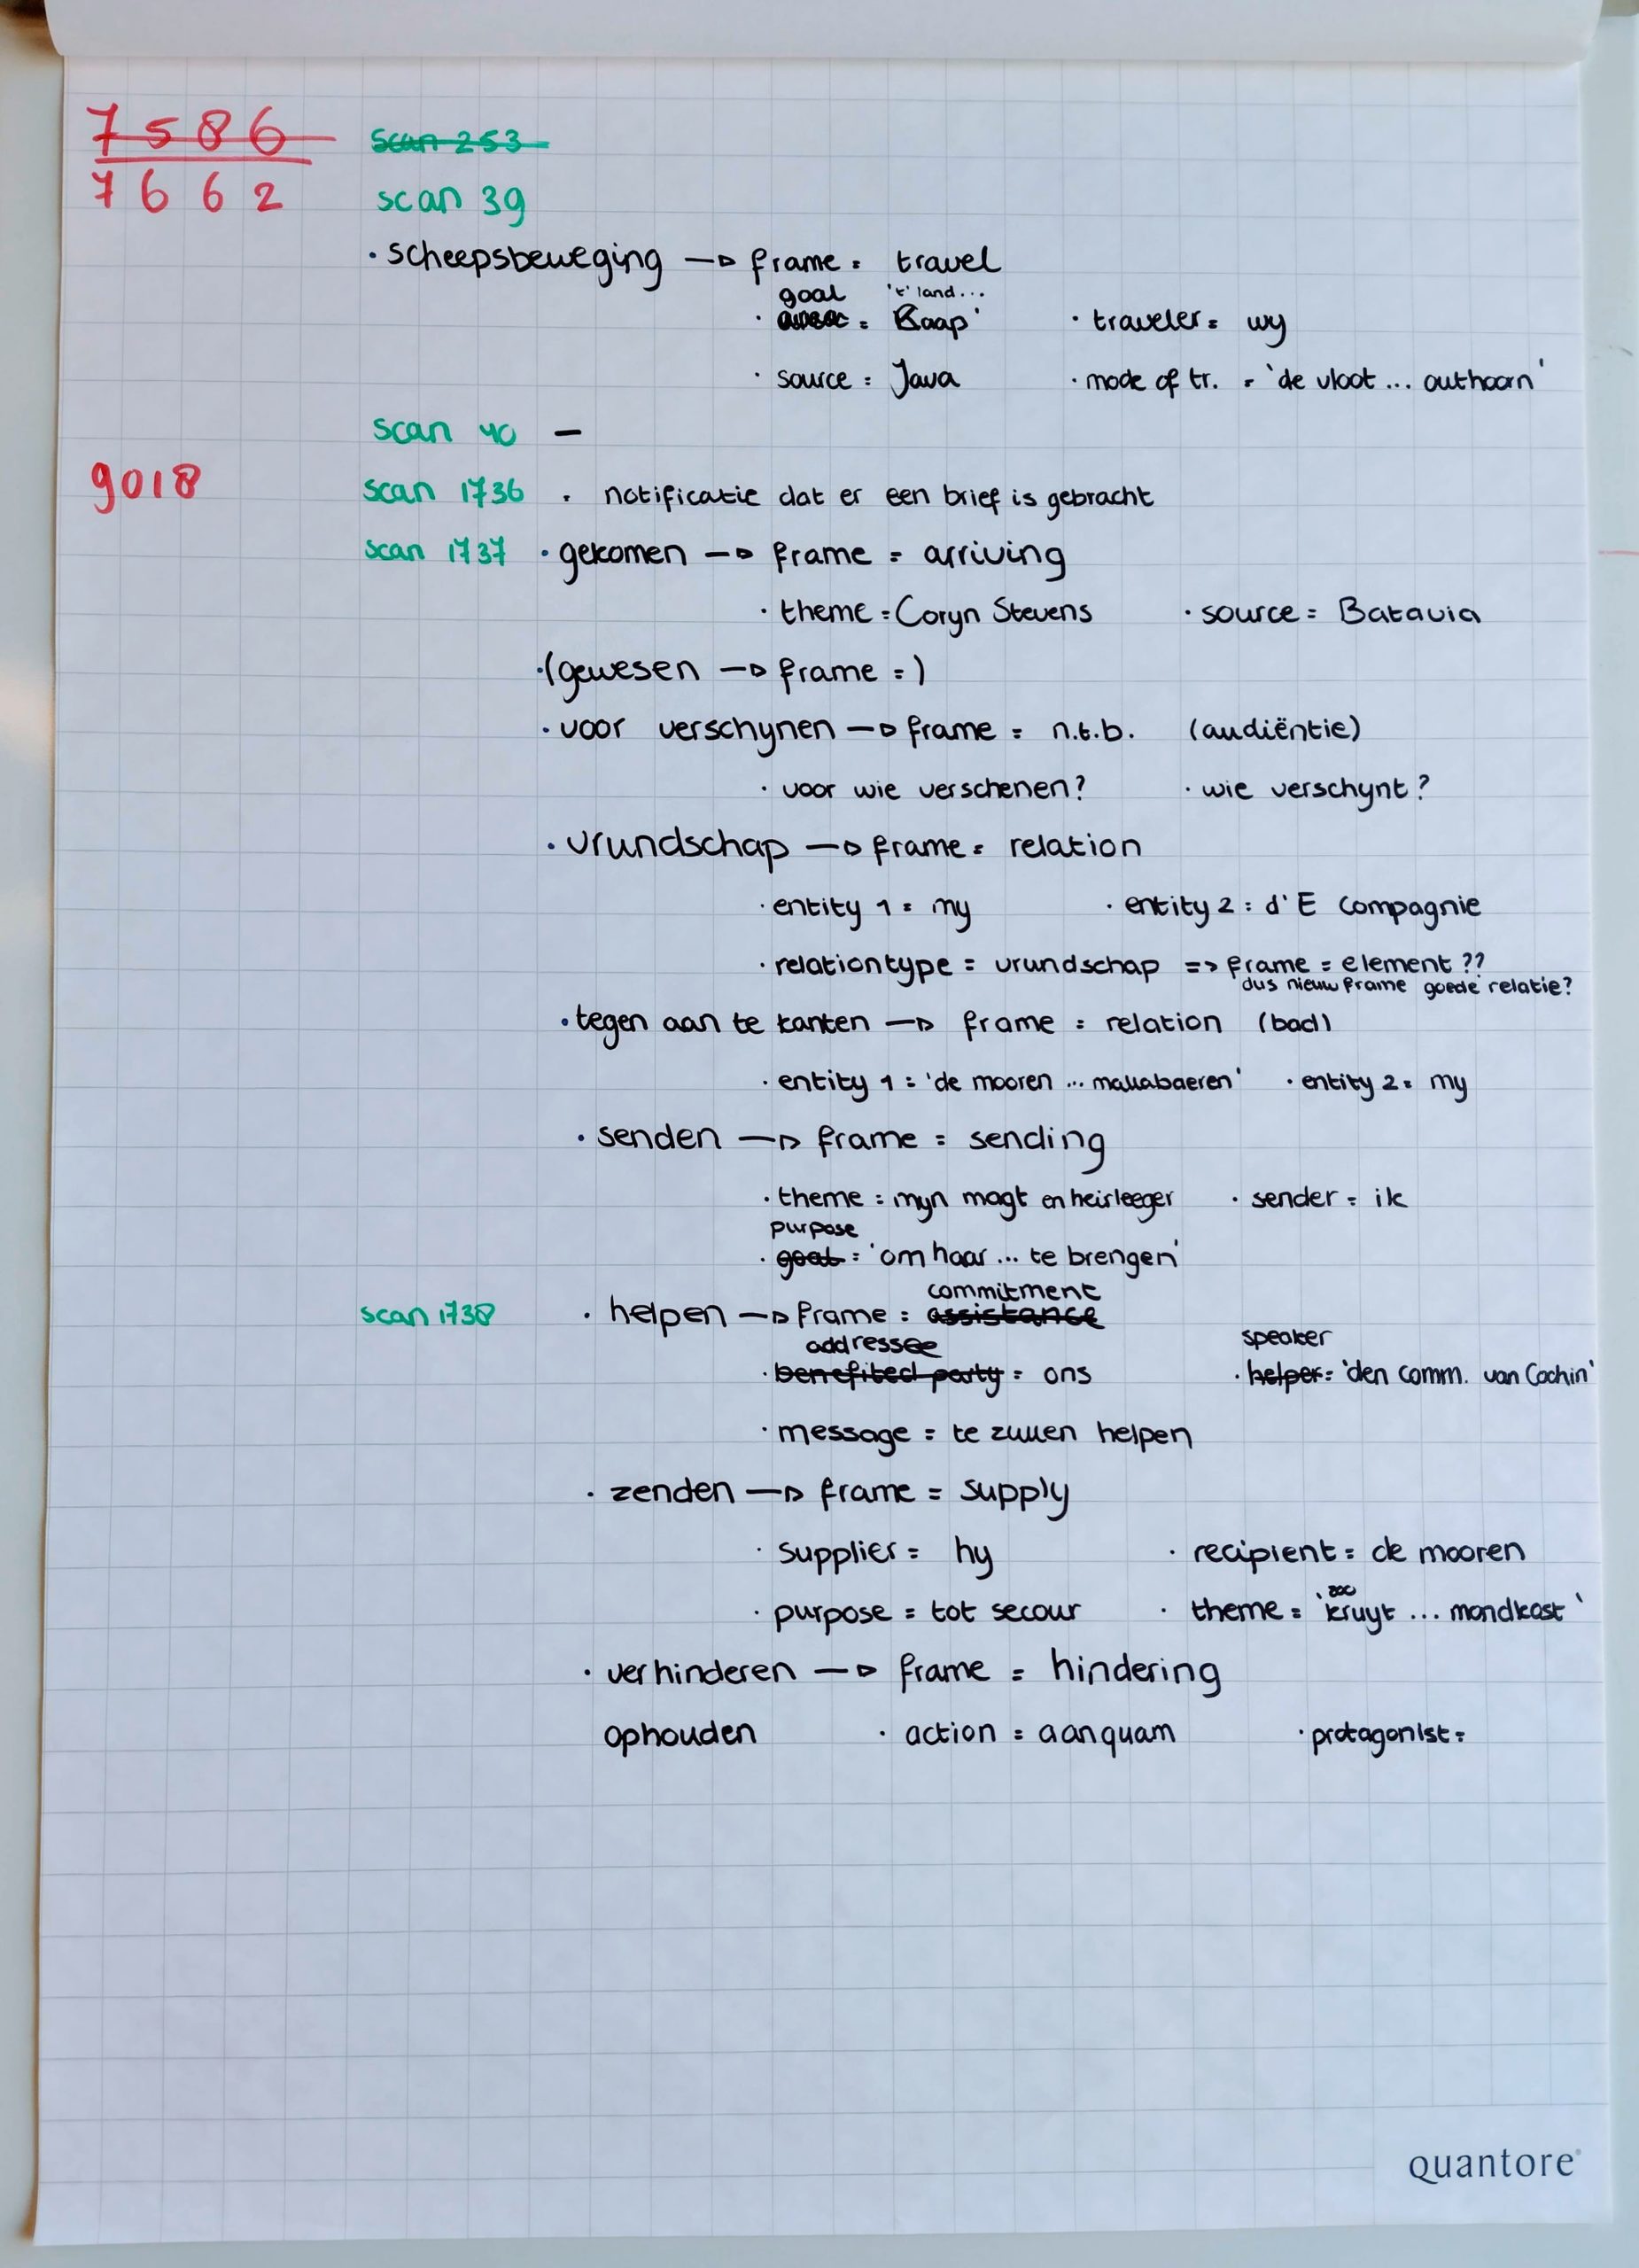 7586 scan 253
7662 scan 39
· scheepsbeweging —▷ frame = travel
goal 't' land...
· = Kaap' · traveler = wy
· source = Java · mode of tr. = 'de vloot ... outhoorn'
scan 40 —
9018 scan 1736 · notificatie dat er een brief is gebracht
scan 1737 · gekomen —▷ frame = arriving
· theme = Coryn Stevens · source = Batavia
· (gewesen —▷ frame = )
· voor verschynen —▷ frame = n.t.b. (audiëntie)
· voor wie verschenen? · wie verschynt?
· vrundschap —▷ frame = relation
· entity 1 = my · entity 2 = d'E Compagnie
· relationtype = vrundschap => frame = element ??
dus nieuw frame goede relatie?
· tegen aan te kanten —▷ frame = relation (bad)
· entity 1 = 'de mooren ... mallabaeren' · entity 2 = my
· senden —▷ frame = sending
· theme = myn magt en heirleeger · sender = ik
purpose
· goal = 'om haar ... te brengen'
commitment
scan 1738 · helpen —▷ frame = assistance
addressee speaker
· benefited party = ons · helper = 'den comm. van Cochin'
· message = te zullen helpen
· zenden —▷ frame = supply
· supplier = hy · recipient = de mooren
zoo
· purpose = tot secour · theme = 'kruyt ... mondkost'
· verhinderen —▷ frame = hindering
ophouden · action = aanquam · protagonist =
quantore